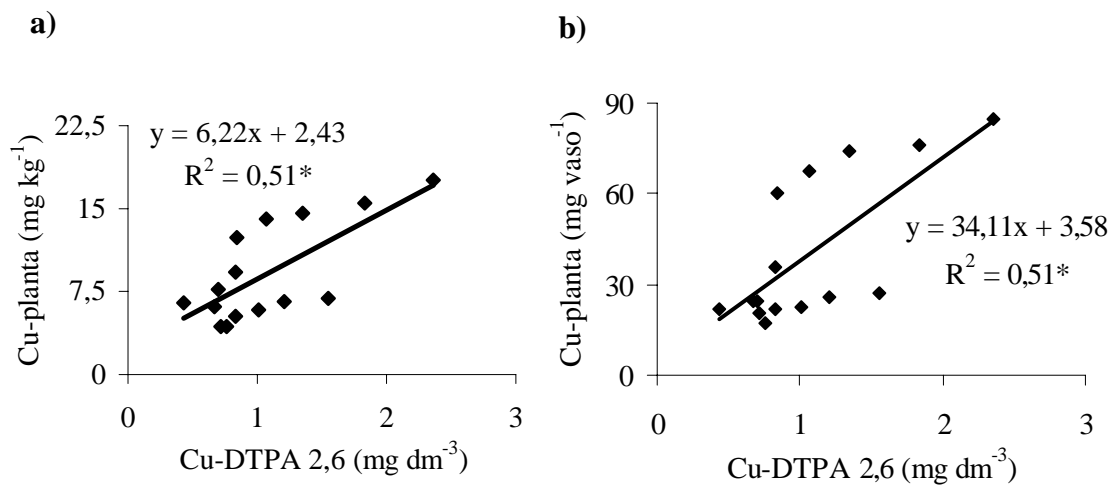 a)
Cu-planta (mg kg⁻¹)
22,5
15
7,5
0
y = 6,22x + 2,43
R² = 0,51*
0 1 2 3
Cu-DTPA 2,6 (mg dm⁻³)
b)
Cu-planta (mg vaso⁻¹)
90
60
30
0
y = 34,11x + 3,58
R² = 0,51*
0 1 2 3
Cu-DTPA 2,6 (mg dm⁻³)